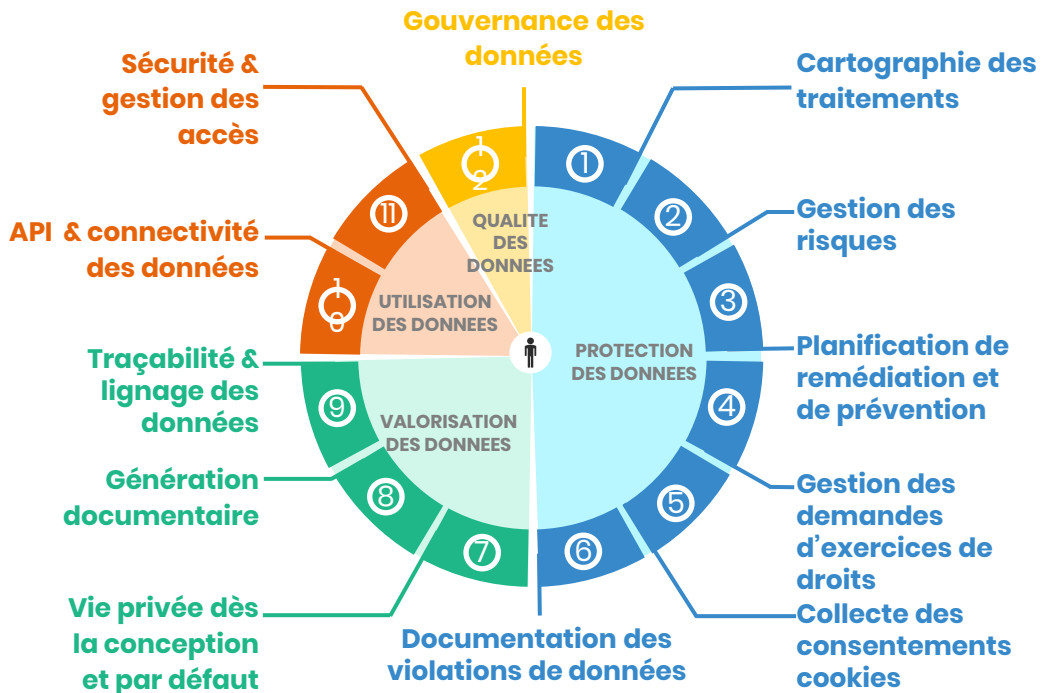 Gouvernance des
données
Sécurité &
gestion des
accès
API & connectivité
des données
Traçabilité &
lignage des
données
Génération
documentaire
Vie privée dès
la conception
et par défaut
Cartographie des
traitements
Gestion des
risques
Planification de
remédiation et
de prévention
Gestion des
demandes
d’exercices de
droits
Collecte des
consentements
cookies
Documentation des
violations de données
1
2
3
4
5
6
7
8
9
10
11
12
QUALITE
DES
DONNEES
UTILISATION
DES DONNEES
PROTECTION
DES DONNEES
VALORISATION
DES DONNEES